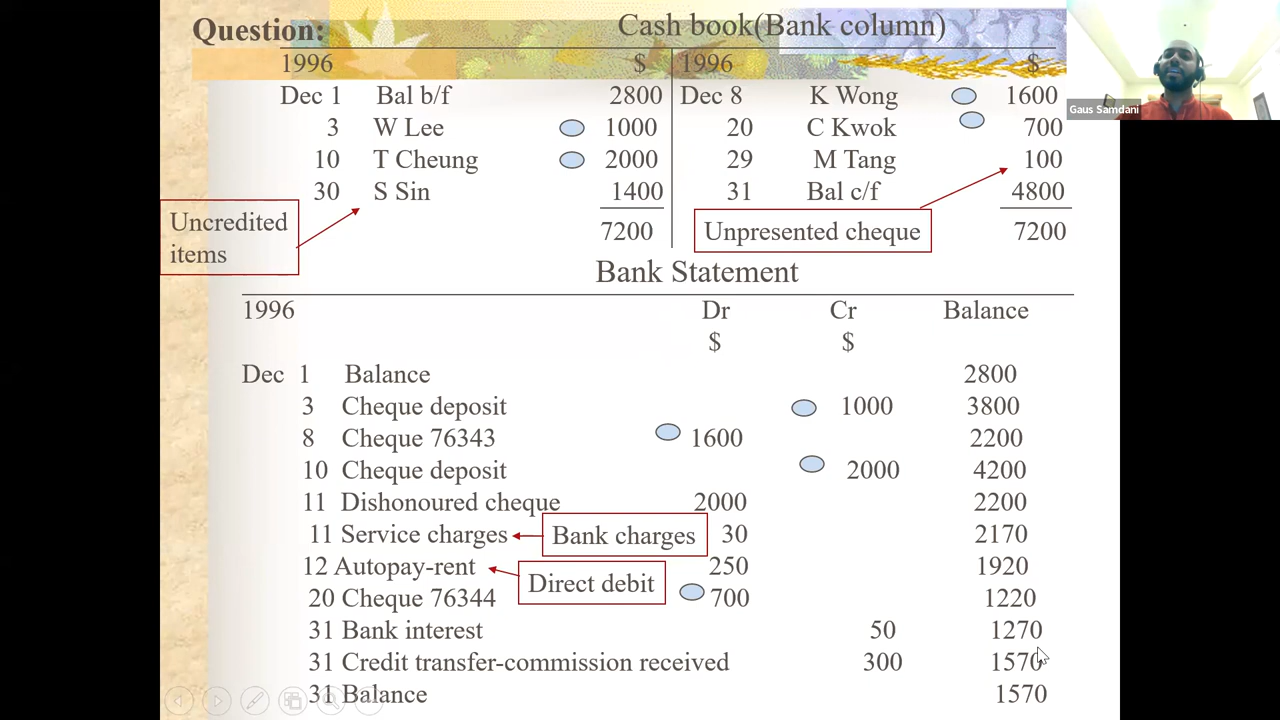 Question:
Cash book(Bank column)
1996 $ 1996 $
Dec 1 Bal b/f 2800 Dec 8 K Wong 1600
3 W Lee 1000 20 C Kwok 700
10 T Cheung 2000 29 M Tang 100
30 S Sin 1400 31 Bal c/f 4800
7200 7200
Uncredited
items
Unpresented cheque
Gaus Samdani
Bank Statement
1996 Dr Cr Balance
$ $
Dec 1 Balance 2800
3 Cheque deposit 1000 3800
8 Cheque 76343 1600 2200
10 Cheque deposit 2000 4200
11 Dishonoured cheque 2000 2200
11 Service charges Bank charges 30 2170
12 Autopay-rent 250 1920
Direct debit
20 Cheque 76344 700 1220
31 Bank interest 50 1270
31 Credit transfer-commission received 300 1570
31 Balance 1570